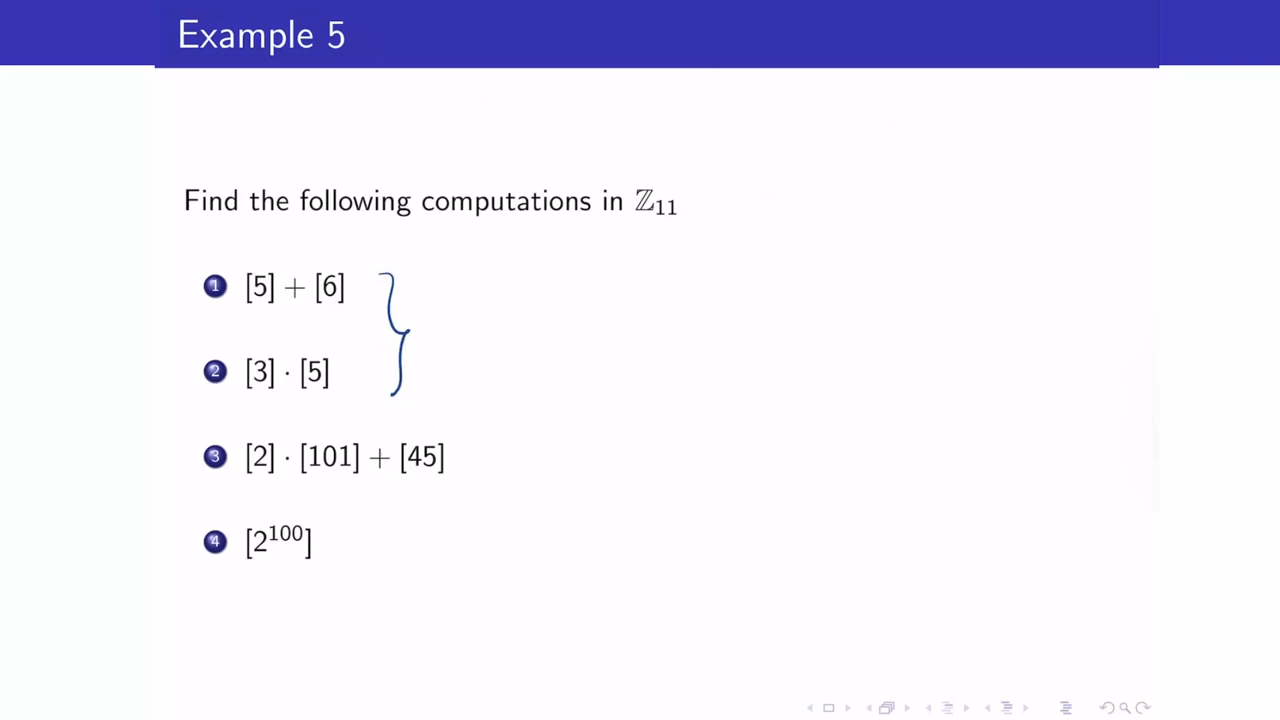 Example 5
Find the following computations in ℤ₁₁
1 [5] + [6]
2 [3] · [5]
3 [2] · [101] + [45]
4 [2¹⁰⁰]